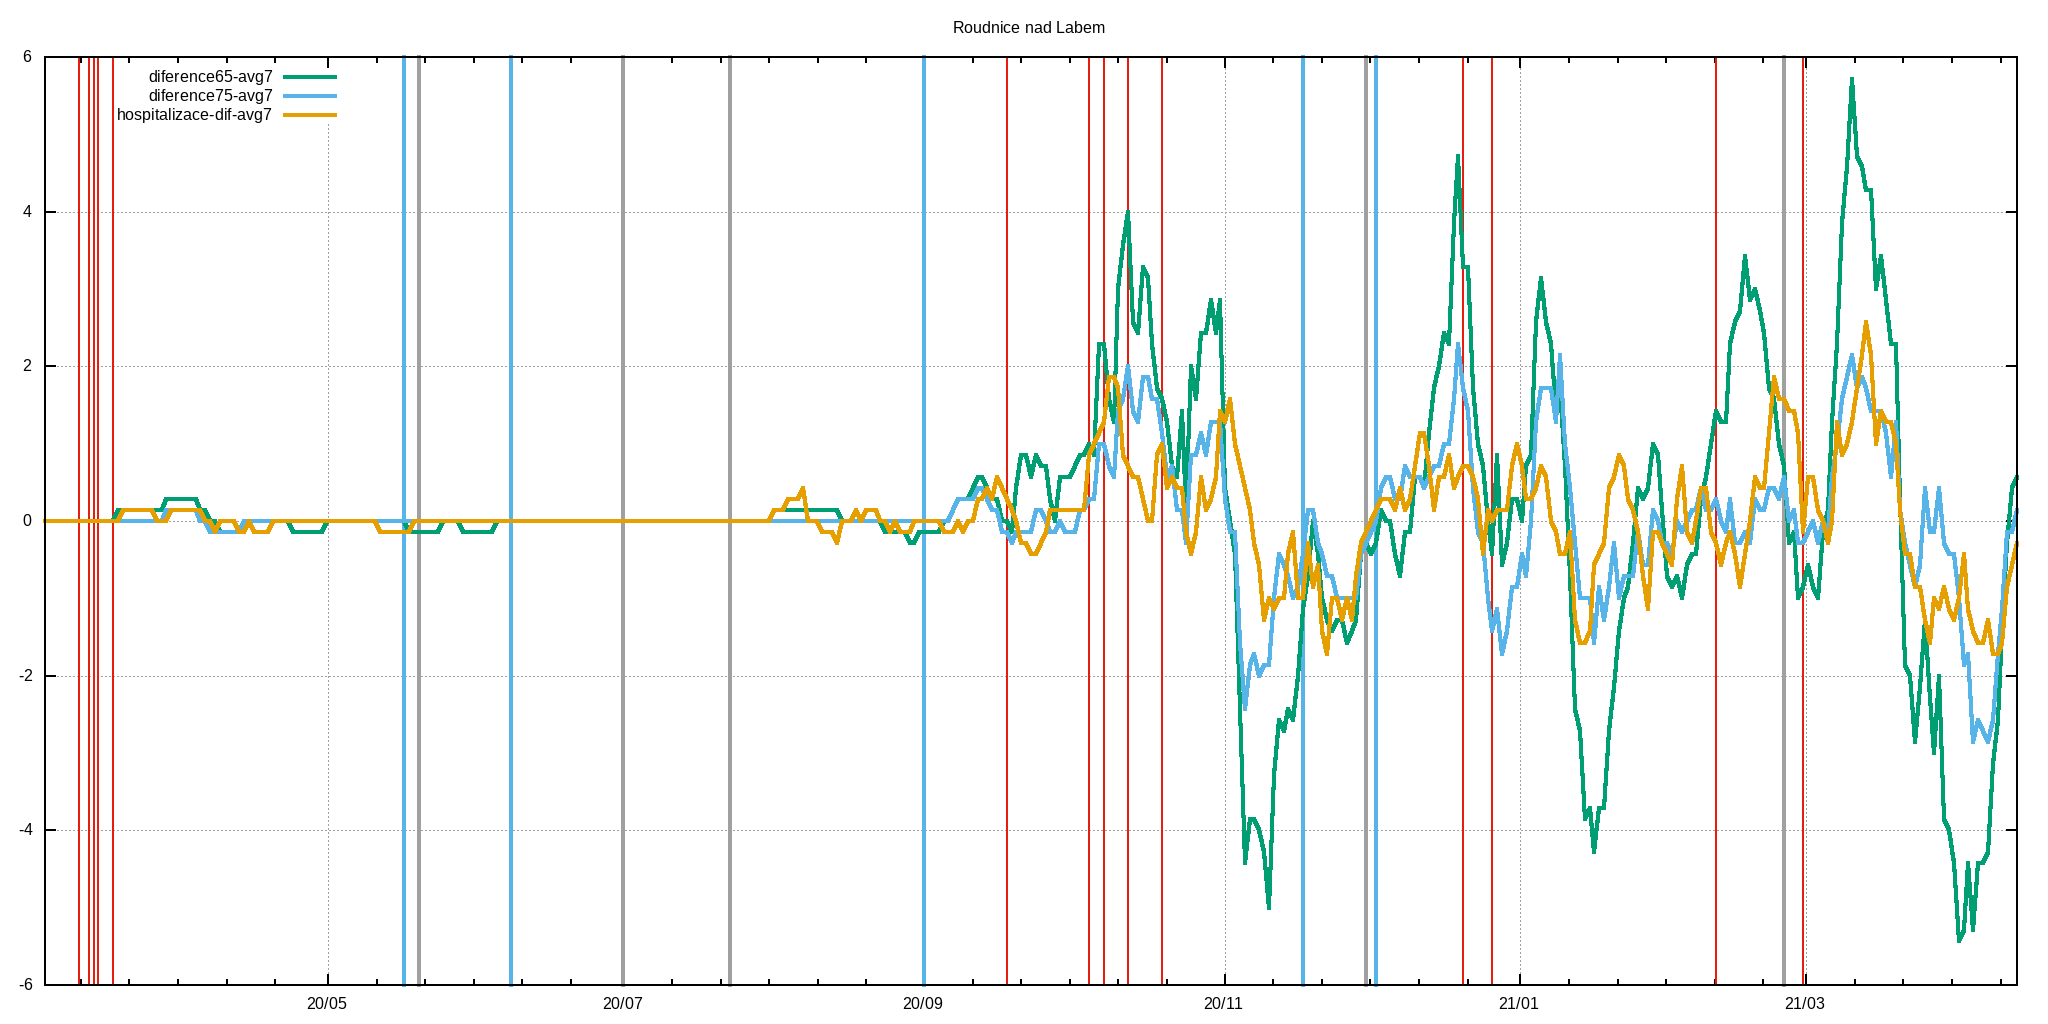 Roudnice nad Labem
6
diference65-avg7
diference75-avg7
hospitalizace-dif-avg7
4
2
0
-2
-4
-6
20/05 20/07 20/09 20/11 21/01 21/03